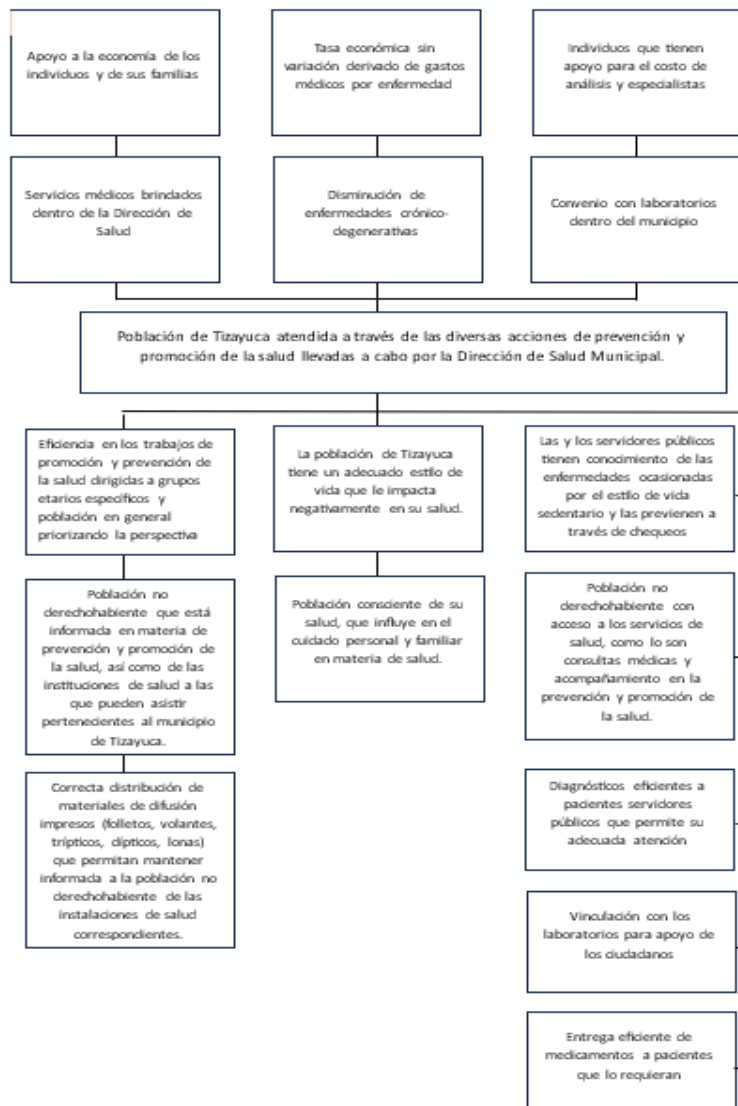 Apoyo a la economía de los
individuos y de sus familias
Tasa económica sin
variación derivado de gastos
médicos por enfermedad
Individuos que tienen
apoyo para el costo de
análisis y especialistas
Servicios médicos brindados
dentro de la Dirección de
Salud
Disminución de
enfermedades crónico-
degenerativas
Convenio con laboratorios
dentro del municipio
Población de Tizayuca atendida a través de las diversas acciones de prevención y
promoción de la salud llevadas a cabo por la Dirección de Salud Municipal.
Eficiencia en los trabajos de
promoción y prevención de
la salud dirigidas a grupos
etarios específicos y
población en general
priorizando la perspectiva
La población de Tizayuca
tiene un adecuado estilo de
vida que le impacta
negativamente en su salud.
Las y los servidores públicos
tienen conocimiento de las
enfermedades ocasionadas
por el estilo de vida
sedentario y las previenen a
través de chequeos
Población no
derechohabiente que está
informada en materia de
prevención y promoción de
la salud, así como de las
instituciones de salud a las
que pueden asistir
pertenecientes al municipio
de Tizayuca.
Población consciente de su
salud, que influye en el
cuidado personal y familiar
en materia de salud.
Población no
derechohabiente con
acceso a los servicios de
salud, como lo son
consultas médicas y
acompañamiento en la
prevención y promoción de
la salud.
Correcta distribución de
materiales de difusión
impresos (folletos, volantes,
trípticos, dípticos, lonas)
que permitan mantener
informada a la población no
derechohabiente de las
instalaciones de salud
correspondientes.
Diagnósticos eficientes a
pacientes servidores
públicos que permite su
adecuada atención
Vinculación con los
laboratorios para apoyo de
los ciudadanos
Entrega eficiente de
medicamentos a pacientes
que lo requieran